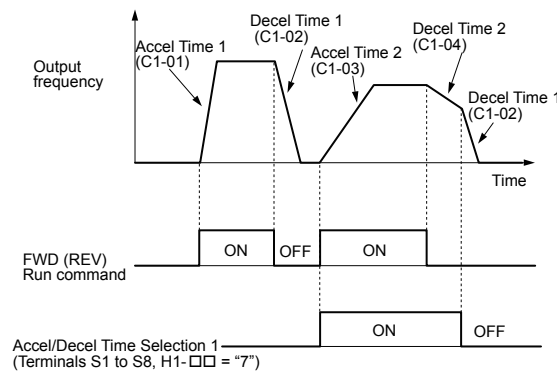 Output
frequency
Accel Time 1
(C1-01)
Decel Time 1
(C1-02)
Accel Time 2
(C1-03)
Decel Time 2
(C1-04)
Decel Time 1
(C1-02)
Time
FWD (REV)
Run command
ON
OFF
ON
Accel/Decel Time Selection 1
(Terminals S1 to S8, H1-□□ = “7”)
ON
OFF